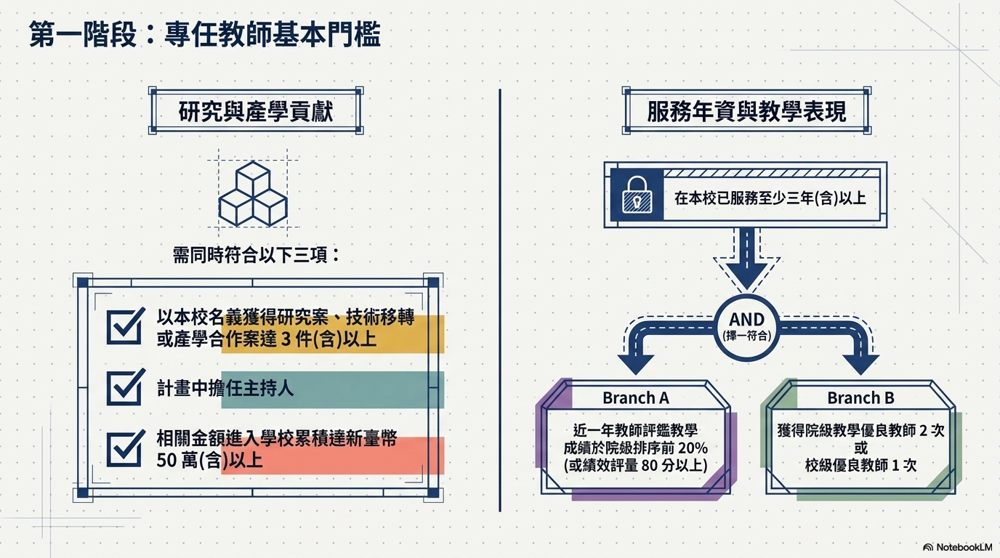 第一階段：專任教師基本門檻
研究與產學貢獻
需同時符合以下三項：
以本校名義獲得研究案、技術移轉
或產學合作案達 3 件(含)以上
計畫中擔任主持人
相關金額進入學校累積達新臺幣
50 萬(含)以上
服務年資與教學表現
在本校已服務至少三年(含)以上
AND
(擇一符合)
Branch A
近一年教師評鑑教學
成績於院級排序前 20%
(或績效評量 80 分以上)
Branch B
獲得院級教學優良教師 2 次
或
校級優良教師 1 次
NotebookLM